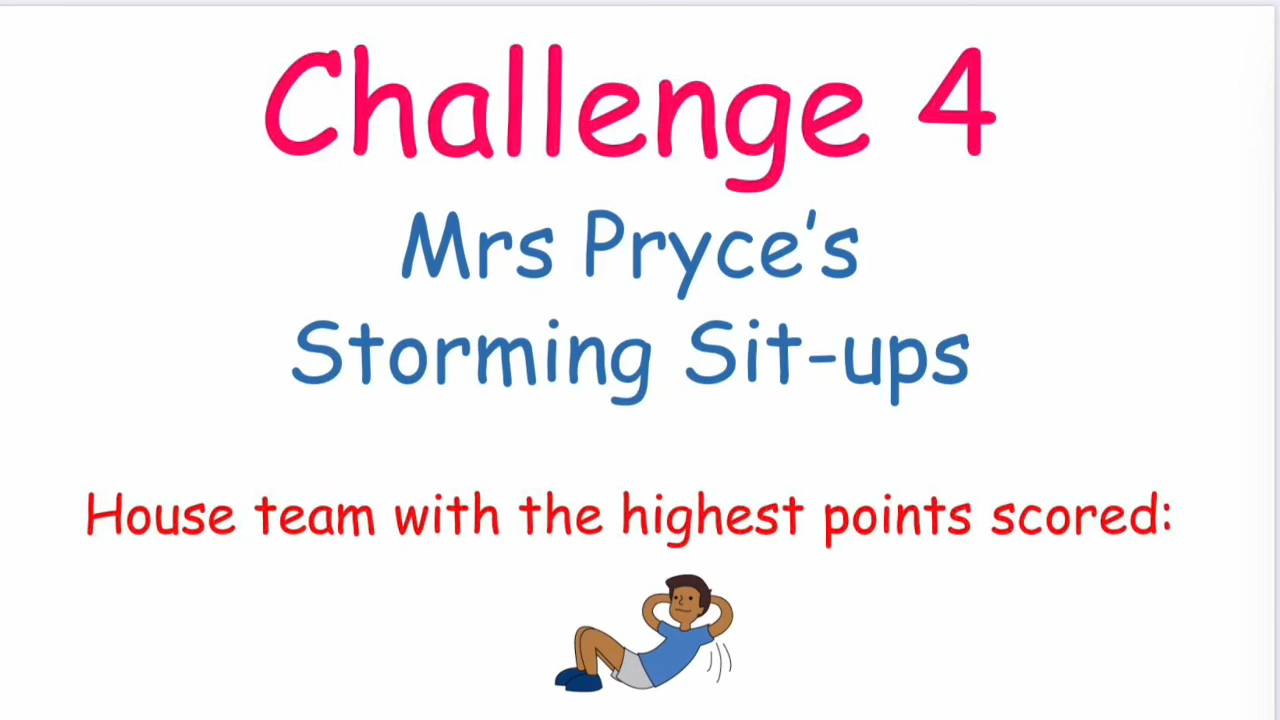 Challenge 4
Mrs Pryce's
Storming Sit-ups
House team with the highest points scored: